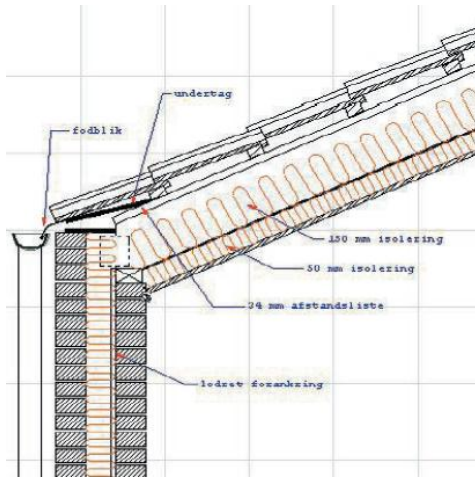 undertag
fodblik
150 mm isolering
50 mm isolering
24 mm afstandsliste
lodret forankring